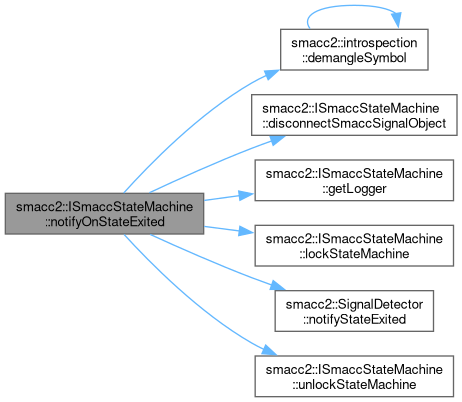 smacc2::introspection
::demangleSymbol
smacc2::ISmaccStateMachine
::disconnectSmaccSignalObject
smacc2::ISmaccStateMachine
::getLogger
smacc2::ISmaccStateMachine
::notifyOnStateExited
smacc2::ISmaccStateMachine
::lockStateMachine
smacc2::SignalDetector
::notifyStateExited
smacc2::ISmaccStateMachine
::unlockStateMachine